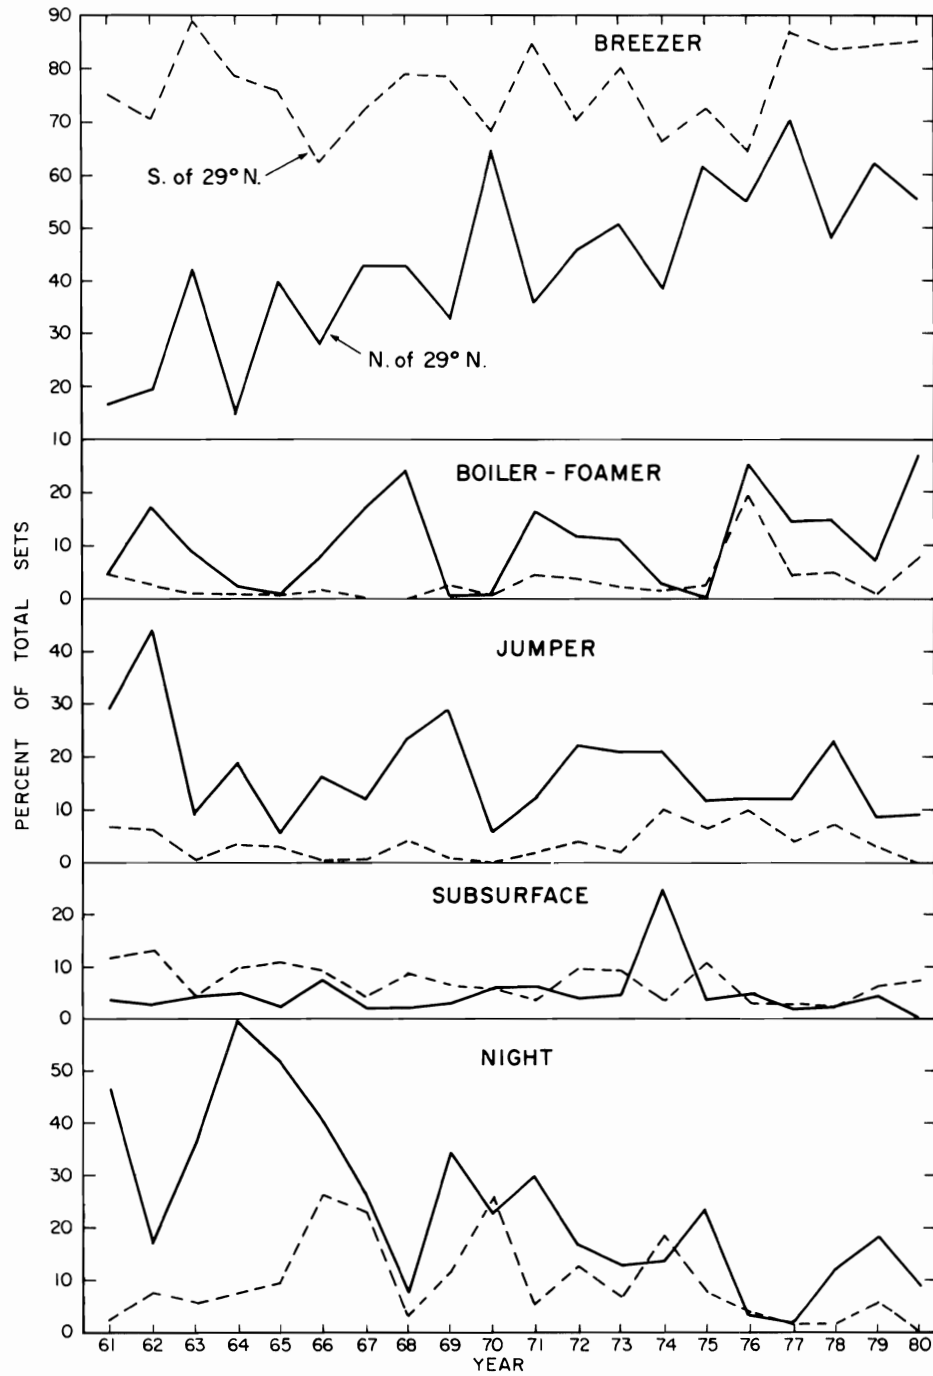 90
80
70
60
50
40
30
20
10
BREEZER
S. of 29° N.
N. of 29° N.
BOILER - FOAMER
20
10
0
JUMPER
40
30
20
10
0
SUBSURFACE
20
10
0
NIGHT
50
40
30
20
10
0
61 62 63 64 65 66 67 68 69 70 71 72 73 74 75 76 77 78 79 80
YEAR
PERCENT OF TOTAL SETS